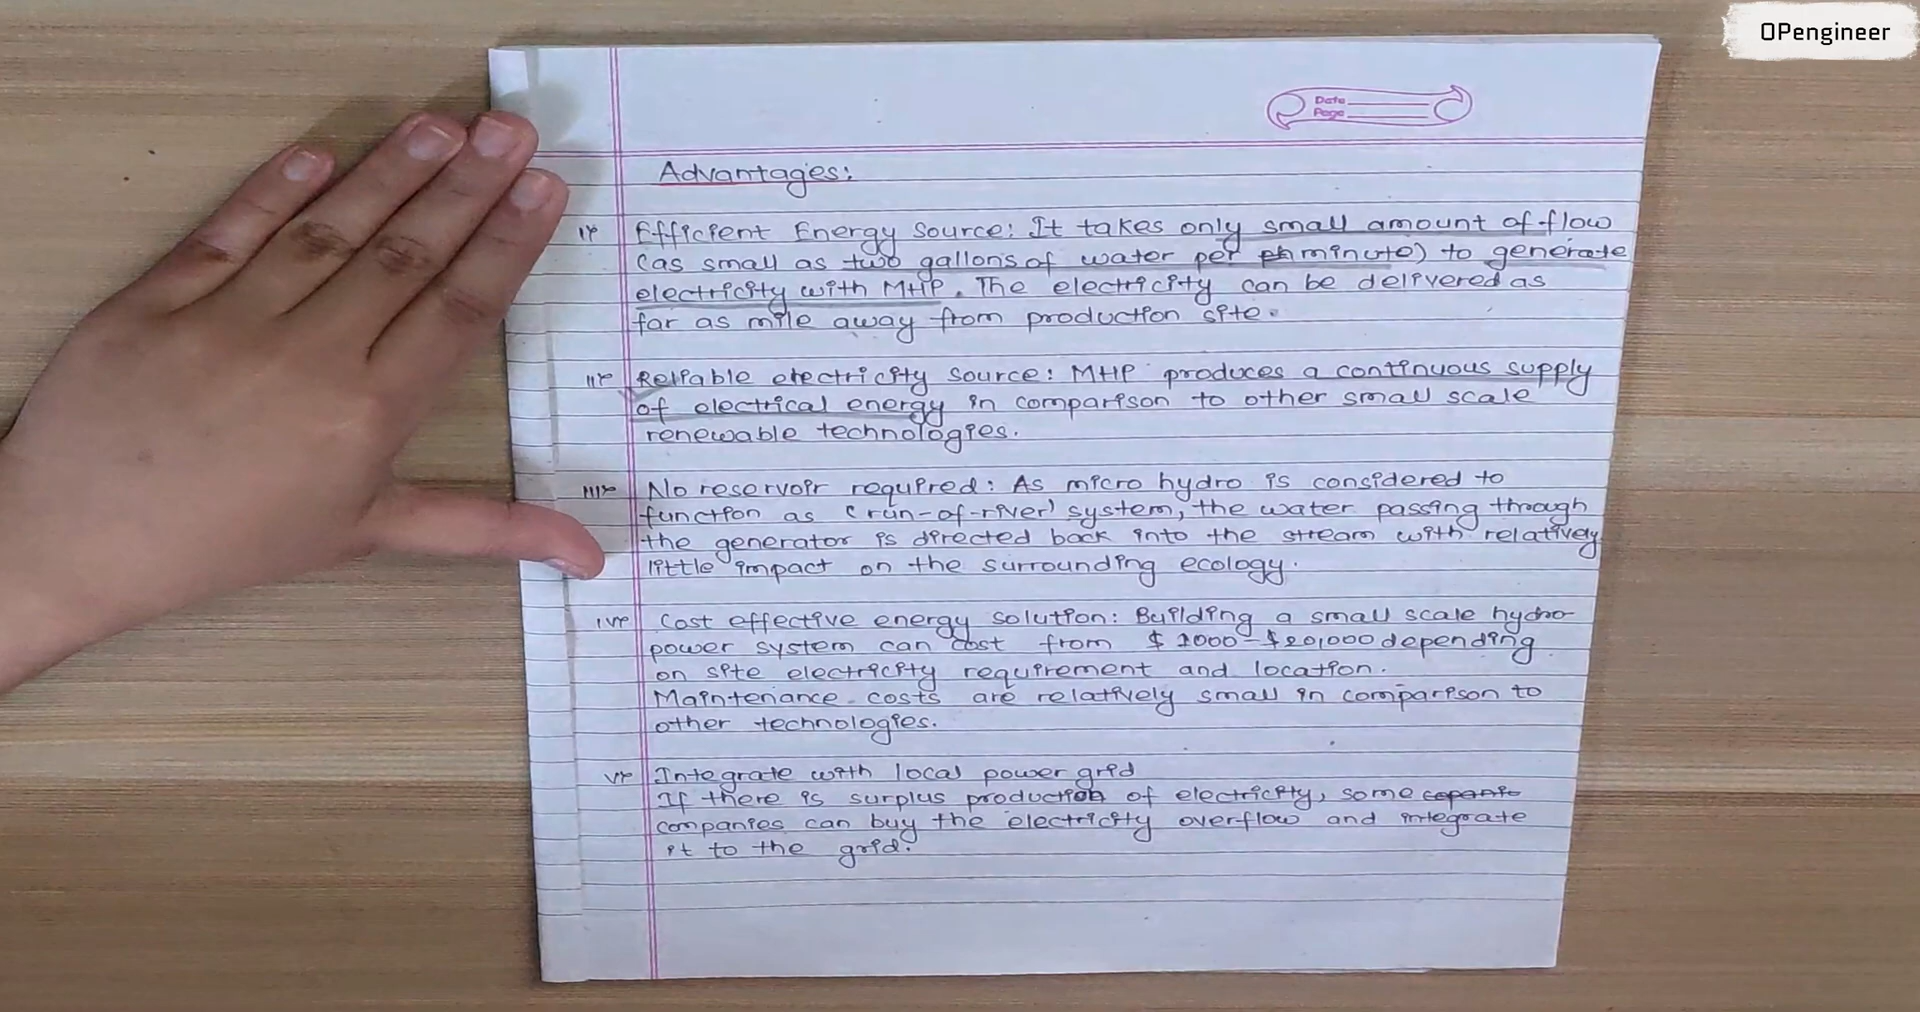 OPengineer
Date
Page
Advantages:
i) Efficient Energy Source: It takes only small amount of flow
(as small as two gallons of water per minute) to generate
electricity with MHP. The electricity can be delivered as
far as mile away from production site.
ii) Reliable electricity source: MHP produces a continuous supply
of electrical energy in comparison to other small scale
renewable technologies.
iii) No reservoir required: As micro hydro is considered to
function as 'run-of-river' system, the water passing through
the generator is directed back into the stream with relatively
little impact on the surrounding ecology.
iv) Cost effective energy solution: Building a small scale hydro
power system can cost from $ 1000 - $20,000 depending
on site electricity requirement and location.
Maintenance costs are relatively small in comparison to
other technologies.
v) Integrate with local power grid
If there is surplus production of electricity, some
companies can buy the electricity overflow and integrate
it to the grid.